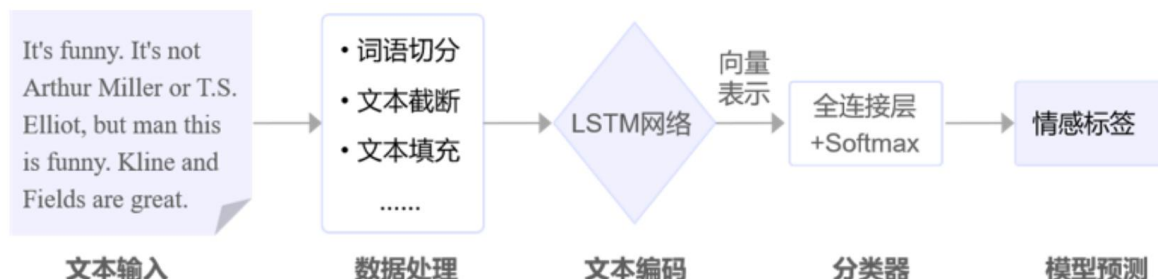 It's funny. It's not
Arthur Miller or T.S.
Elliot, but man this
is funny. Kline and
Fields are great.
• 词语切分
• 文本截断
• 文本填充
......
LSTM网络
向量
表示
全连接层
+Softmax
情感标签
文本输入
数据处理
文本编码
分类器
模型预测